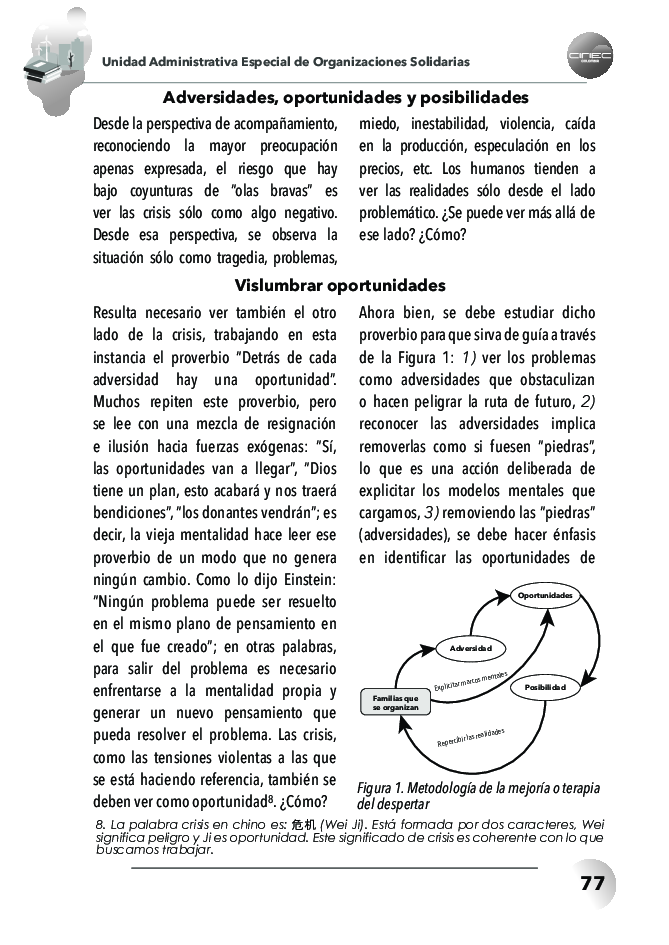 Unidad Administrativa Especial de Organizaciones Solidarias
CINEC
COLOMBIA
Adversidades, oportunidades y posibilidades
Desde la perspectiva de acompañamiento,
reconociendo la mayor preocupación
apenas expresada, el riesgo que hay
bajo coyunturas de "olas bravas" es
ver las crisis sólo como algo negativo.
Desde esa perspectiva, se observa la
situación sólo como tragedia, problemas,
miedo, inestabilidad, violencia, caída
en la producción, especulación en los
precios, etc. Los humanos tienden a
ver las realidades sólo desde el lado
problemático. ¿Se puede ver más allá de
ese lado? ¿Cómo?
Vislumbrar oportunidades
Resulta necesario ver también el otro
lado de la crisis, trabajando en esta
instancia el proverbio "Detrás de cada
adversidad hay una oportunidad".
Muchos repiten este proverbio, pero
se lee con una mezcla de resignación
e ilusión hacia fuerzas exógenas: "Sí,
las oportunidades van a llegar", "Dios
tiene un plan, esto acabará y nos traerá
bendiciones", "los donantes vendrán"; es
decir, la vieja mentalidad hace leer ese
proverbio de un modo que no genera
ningún cambio. Como lo dijo Einstein:
"Ningún problema puede ser resuelto
en el mismo plano de pensamiento en
el que fue creado"; en otras palabras,
para salir del problema es necesario
enfrentarse a la mentalidad propia y
generar un nuevo pensamiento que
pueda resolver el problema. Las crisis,
como las tensiones violentas a las que
se está haciendo referencia, también se
deben ver como oportunidad⁸. ¿Cómo?
Ahora bien, se debe estudiar dicho
proverbio para que sirva de guía a través
de la Figura 1: 1) ver los problemas
como adversidades que obstaculizan
o hacen peligrar la ruta de futuro, 2)
reconocer las adversidades implica
removerlas como si fuesen "piedras",
lo que es una acción deliberada de
explicitar los modelos mentales que
cargamos, 3) removiendo las "piedras"
(adversidades), se debe hacer énfasis
en identificar las oportunidades de
Oportunidades
Adversidad
Explicitar marcos mentales
Posibilidad
Familias que
se organizan
Repercibir las realidades
Figura 1. Metodología de la mejoría o terapia
del despertar
8. La palabra crisis en chino es: 危机 (Wei Ji). Está formada por dos caracteres, Wei
significa peligro y Ji es oportunidad. Este significado de crisis es coherente con lo que
buscamos trabajar.
77